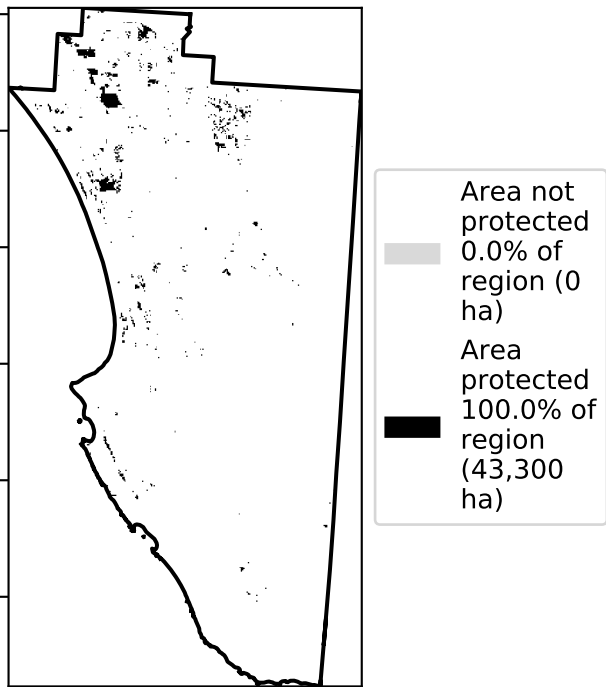 Area not
protected
0.0% of
region (0
ha)
Area
protected
100.0% of
region
(43,300
ha)